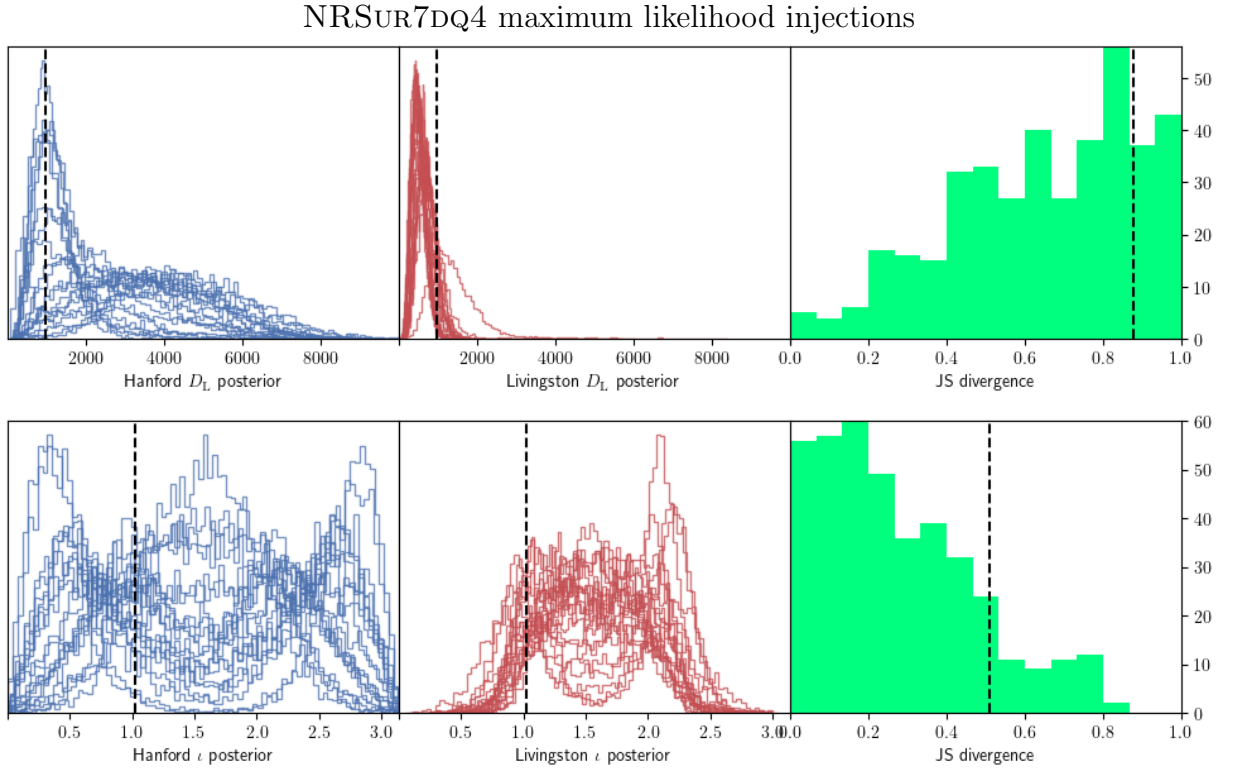 NRSUR7DQ4 maximum likelihood injections
50
40
30
20
10
0
2000 4000 6000 8000 2000 4000 6000 8000 0.0 0.2 0.4 0.6 0.8 1.0
Hanford D_L posterior Livingston D_L posterior JS divergence
60
50
40
30
20
10
0
0.5 1.0 1.5 2.0 2.5 3.0 0.5 1.0 1.5 2.0 2.5 3.0 0.0 0.2 0.4 0.6 0.8 1.0
Hanford ι posterior Livingston ι posterior JS divergence